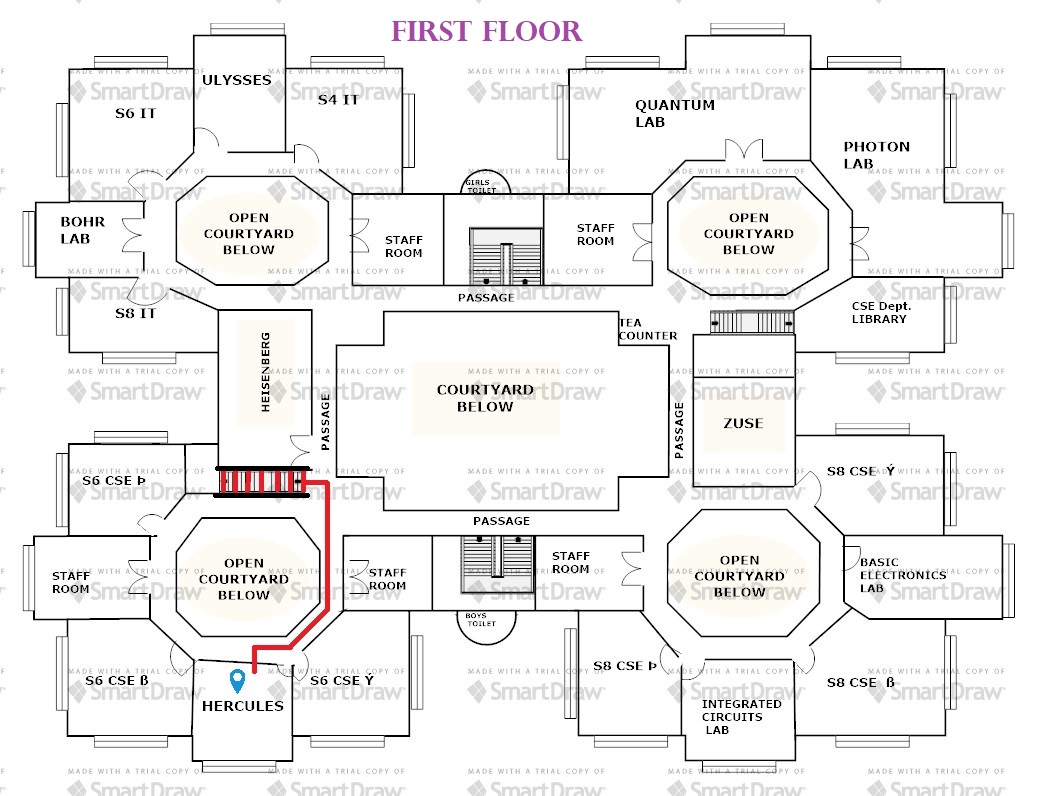 FIRST FLOOR
ULYSSES
S6 IT
S4 IT
QUANTUM
LAB
PHOTON
LAB
GIRLS
TOILET
BOHR
LAB
OPEN
COURTYARD
BELOW
STAFF
ROOM
STAFF
ROOM
OPEN
COURTYARD
BELOW
PASSAGE
S8 IT
CSE Dept.
LIBRARY
TEA
COUNTER
HEISENBERG
PASSAGE
COURTYARD
BELOW
PASSAGE
ZUSE
S6 CSE Þ
S8 CSE Ý
PASSAGE
STAFF
ROOM
OPEN
COURTYARD
BELOW
STAFF
ROOM
STAFF
ROOM
OPEN
COURTYARD
BELOW
BASIC
ELECTRONICS
LAB
BOYS
TOILET
S6 CSE ß
HERCULES
S6 CSE Ý
S8 CSE Þ
INTEGRATED
CIRCUITS
LAB
S8 CSE ß
MADE WITH A TRIAL COPY OF
SmartDraw